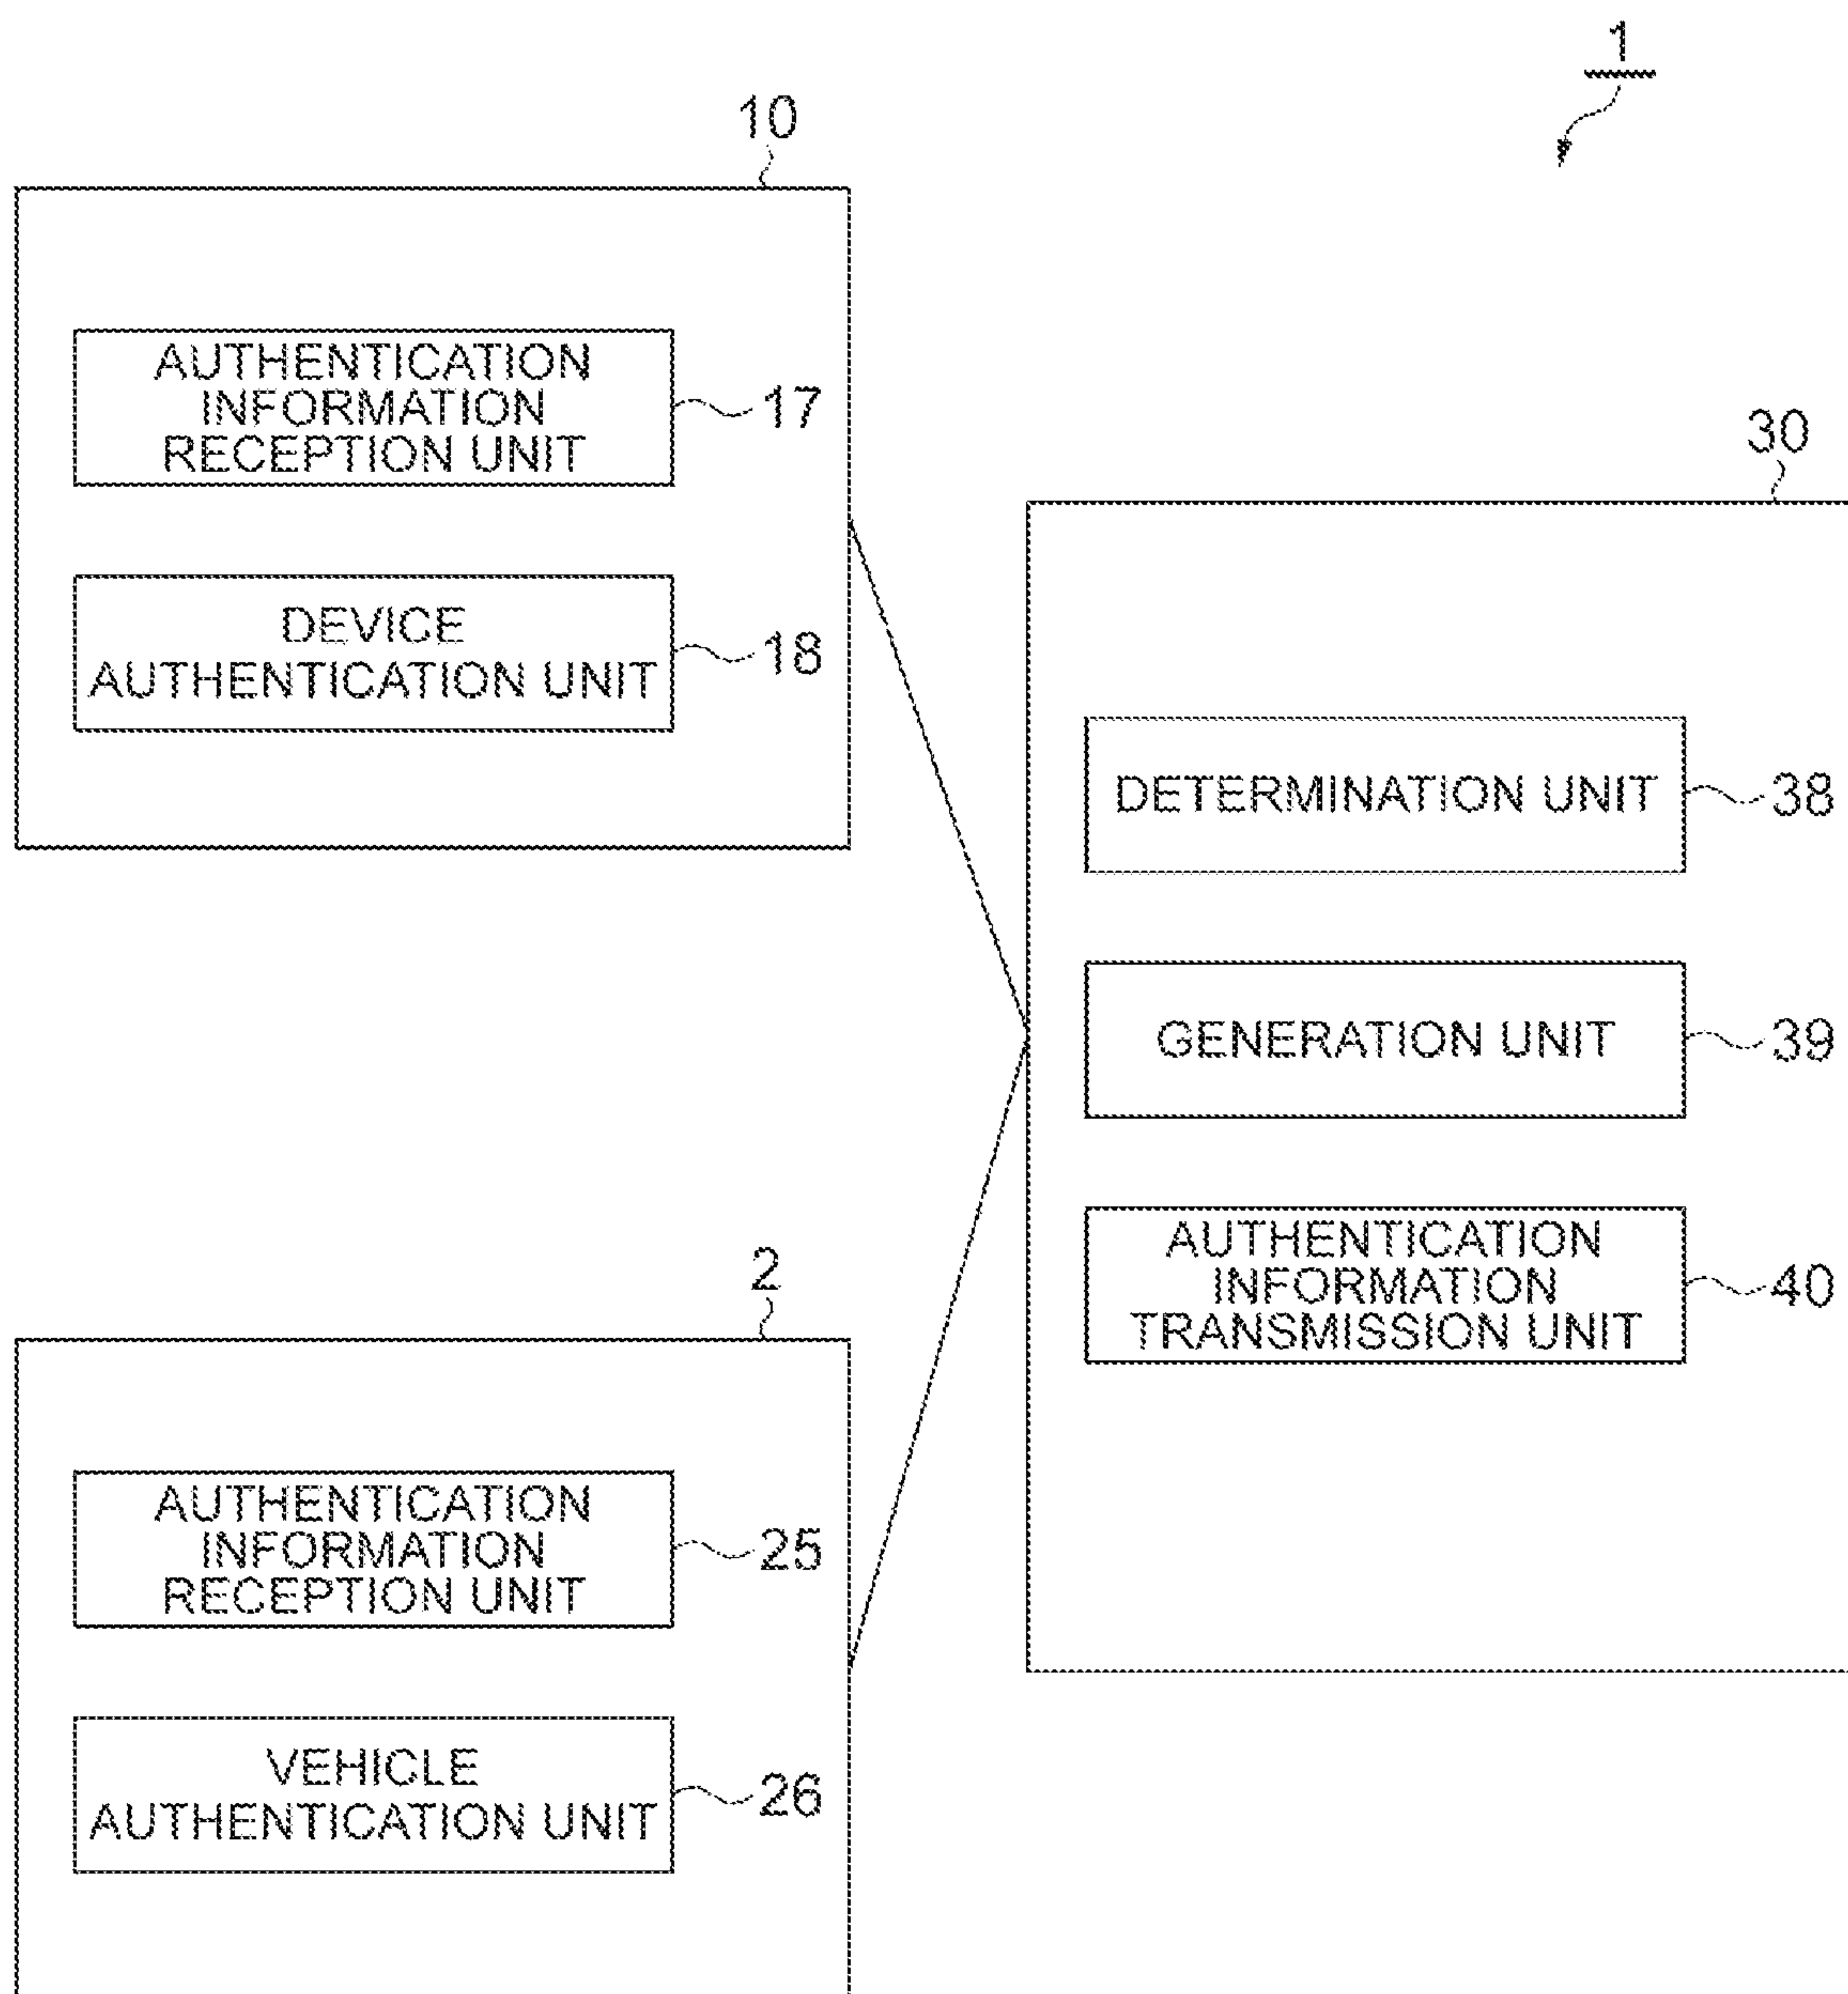 1
10
AUTHENTICATION
INFORMATION
RECEPTION UNIT
17
DEVICE
AUTHENTICATION UNIT
18
30
DETERMINATION UNIT
38
GENERATION UNIT
39
AUTHENTICATION
INFORMATION
TRANSMISSION UNIT
40
2
AUTHENTICATION
INFORMATION
RECEPTION UNIT
25
VEHICLE
AUTHENTICATION UNIT
26